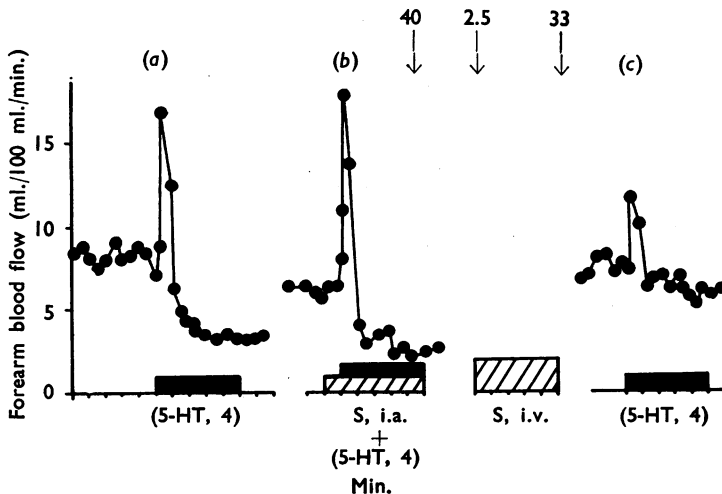 40 2.5 33
(a) (b) (c)
Forearm blood flow (ml./100 ml./min.)
15
10
5
0
(5-HT, 4) S, i.a. S, i.v. (5-HT, 4)
+
(5-HT, 4)
Min.